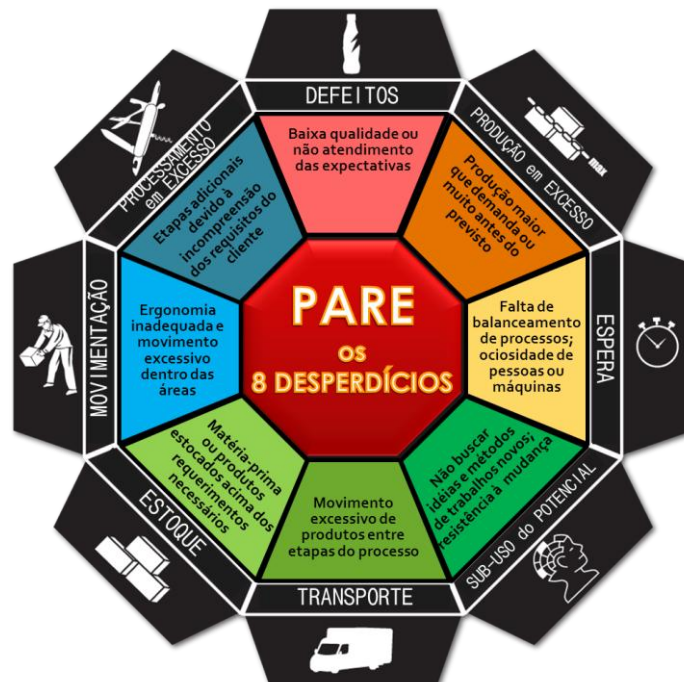 PARE
os
8 DESPERDÍCIOS
DEFEITOS
Baixa qualidade ou
não atendimento
das expectativas
PRODUÇÃO em EXCESSO
max
Produção maior
que demanda ou
muito antes do
previsto
ESPERA
Falta de
balanceamento
de processos;
ociosidade de
pessoas ou
máquinas
SUB-USO do POTENCIAL
Não buscar
idéias e métodos
de trabalhos novos;
resistência à mudança
TRANSPORTE
Movimento
excessivo de
produtos entre
etapas do processo
ESTOQUE
Matéria-prima
ou produtos
estocados acima dos
requerimentos
necessários
MOVIMENTAÇÃO
Ergonomia
inadequada e
movimento
excessivo
dentro das
áreas
PROCESSAMENTO
em EXCESSO
Etapas adicionais
devido à
incompreensão
dos requisitos do
cliente